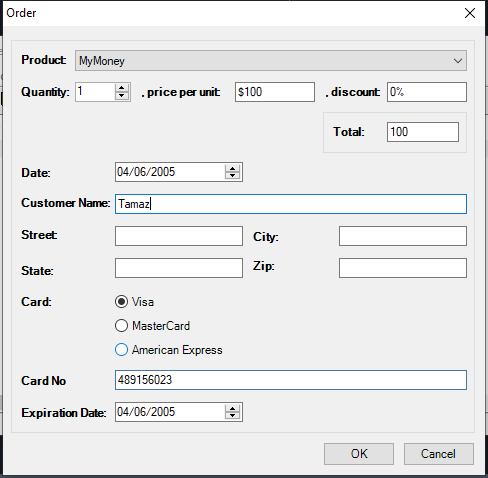 Order
Product: MyMoney
Quantity: 1 , price per unit: $100 , discount: 0%
Total: 100
Date: 04/06/2005
Customer Name: Tamaz
Street: City:
State: Zip:
Card: Visa
MasterCard
American Express
Card No 489156023
Expiration Date: 04/06/2005
OK Cancel